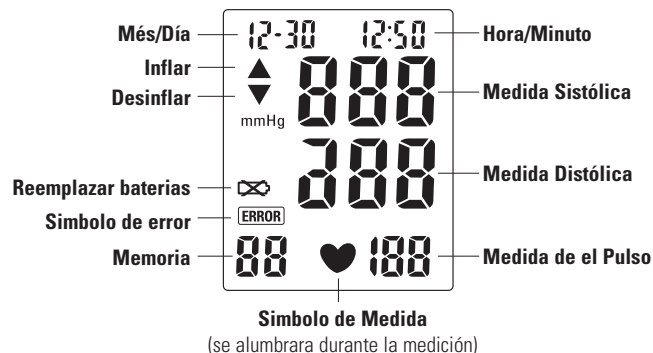 Més/Día 12-30 12:50 Hora/Minuto
Inflar
Desinflar 888 Medida Sistólica
mmHg
288 Medida Distólica
Reemplazar baterias
Simbolo de error ERROR
Memoria 88 188 Medida de el Pulso
Simbolo de Medida
(se alumbrara durante la medición)